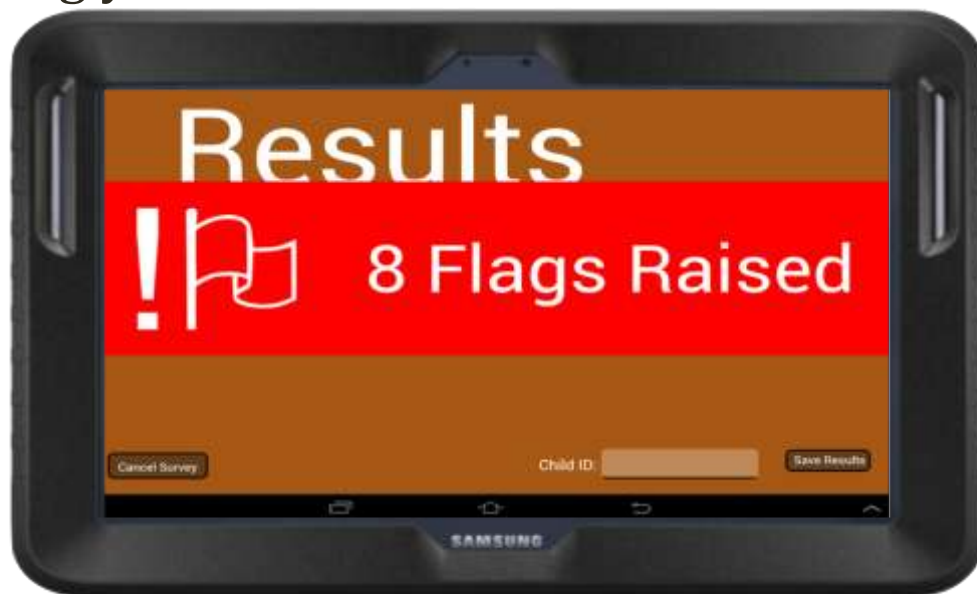 Results
! 8 Flags Raised
Cancel Survey
Child ID:
Save Results
SAMSUNG